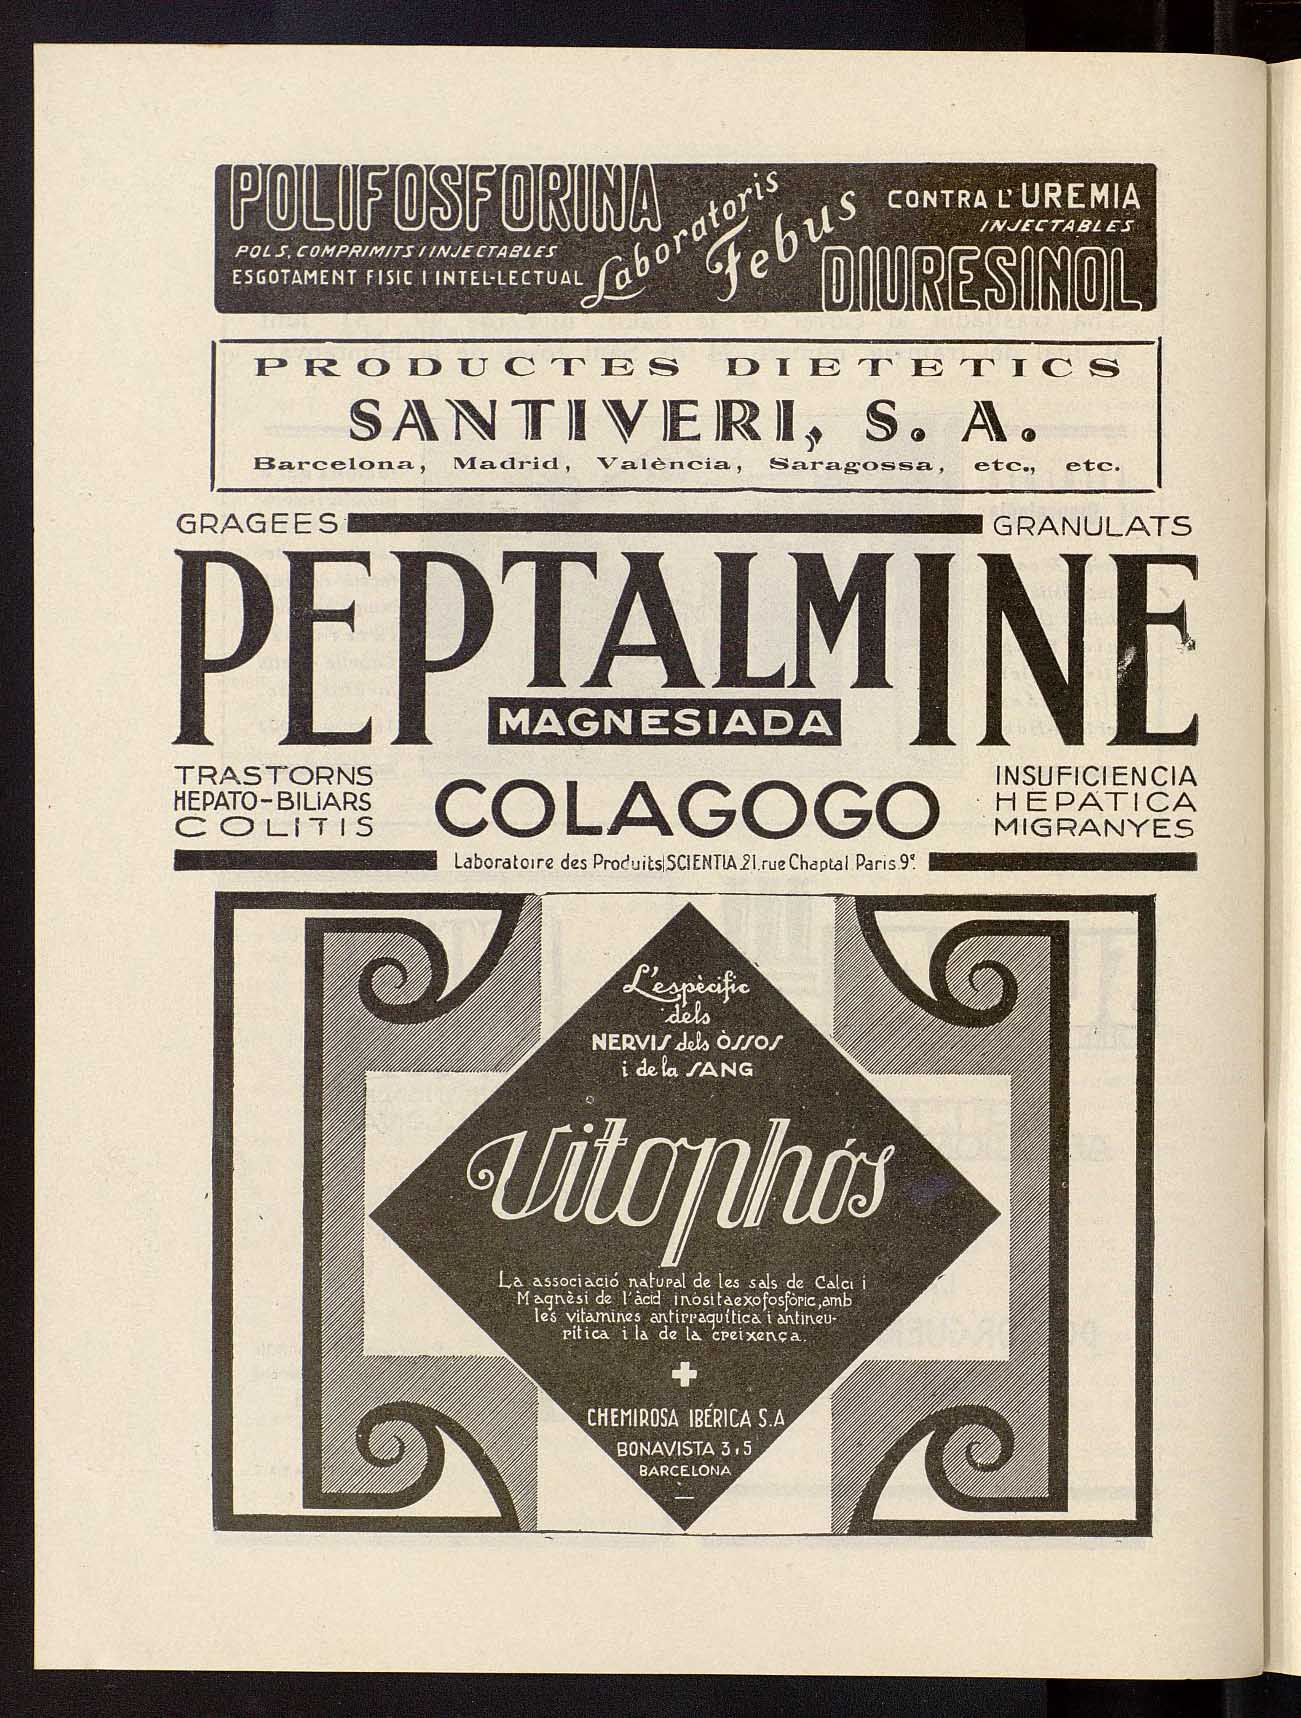 POLIFOSFORINA
POLS, COMPRIMITS I INJECTABLES
ESGOTAMENT FISIC I INTEL-LECTUAL
Laboratoris
Febus
CONTRA L' UREMIA
INJECTABLES
DIURESINOL
PRODUCTES DIETETICS
SANTIVERI, S. A.
Barcelona, Madrid, València, Saragossa, etc., etc.
GRAGEES
GRANULATS
PEPTALMINE
MAGNESIADA
TRASTORNS
HEPATO-BILIARS
COLITIS
COLAGOGO
INSUFICIENCIA
HEPATICA
MIGRANYES
Laboratoire des Produits SCIENTIA 21, rue Chaptal Paris 9e
L'espècific
dels
NERVIS dels ÒSSOS
i de la SANG
Vitophós
La associació natural de les sals de Calci i
Magnèsi de l'àcid inositaexofosfòric, amb
les vitamines antirraquítica i antineu-
rítica i la de la creixença.
CHEMIROSA IBÉRICA S.A
BONAVISTA 3 i 5
BARCELONA